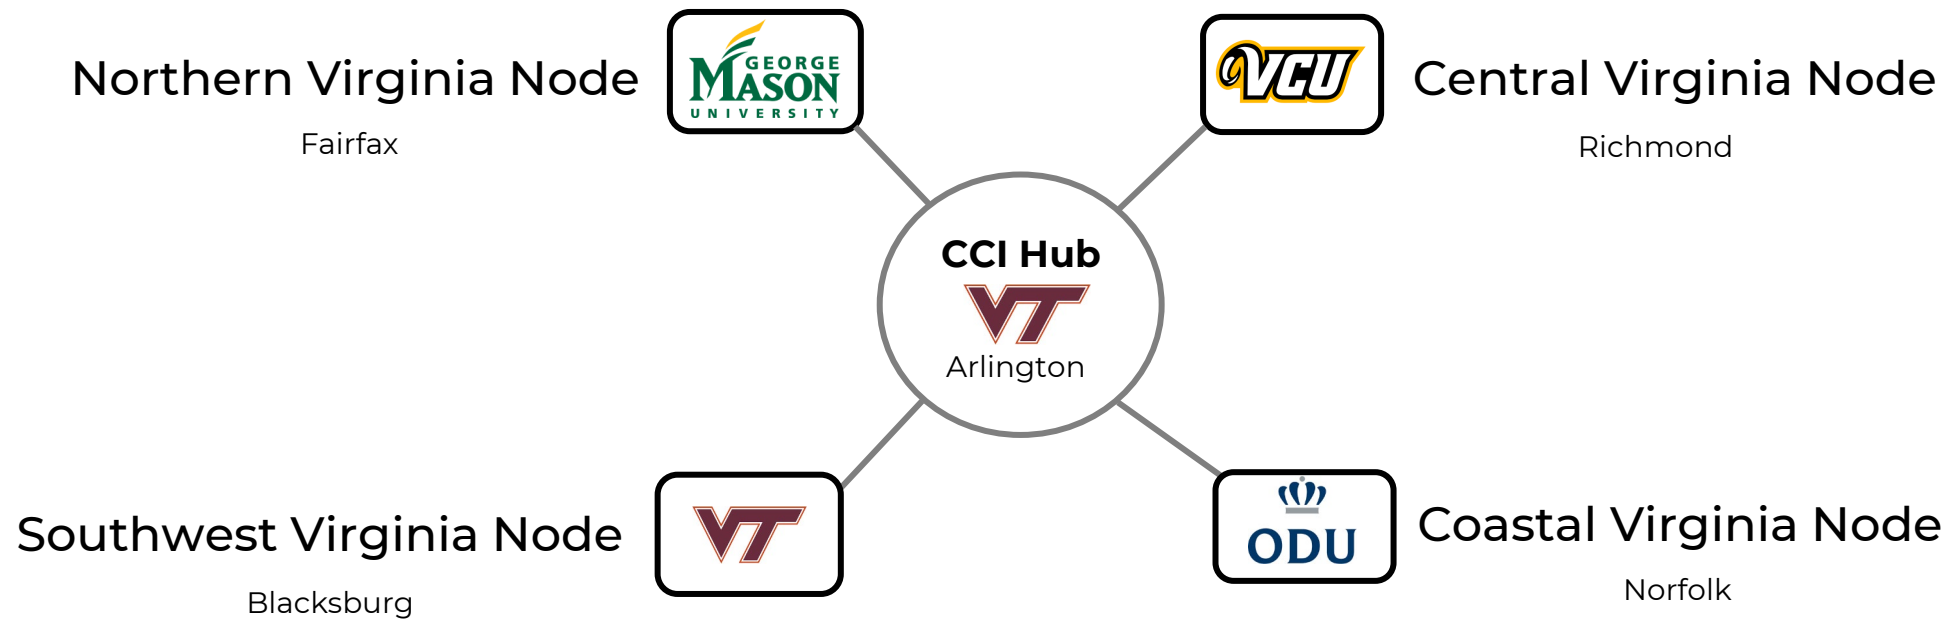 Northern Virginia Node
Fairfax
GEORGE
MASON
UNIVERSITY
VCU
Central Virginia Node
Richmond
CCI Hub
VT
Arlington
Southwest Virginia Node
Blacksburg
VT
ODU
Coastal Virginia Node
Norfolk